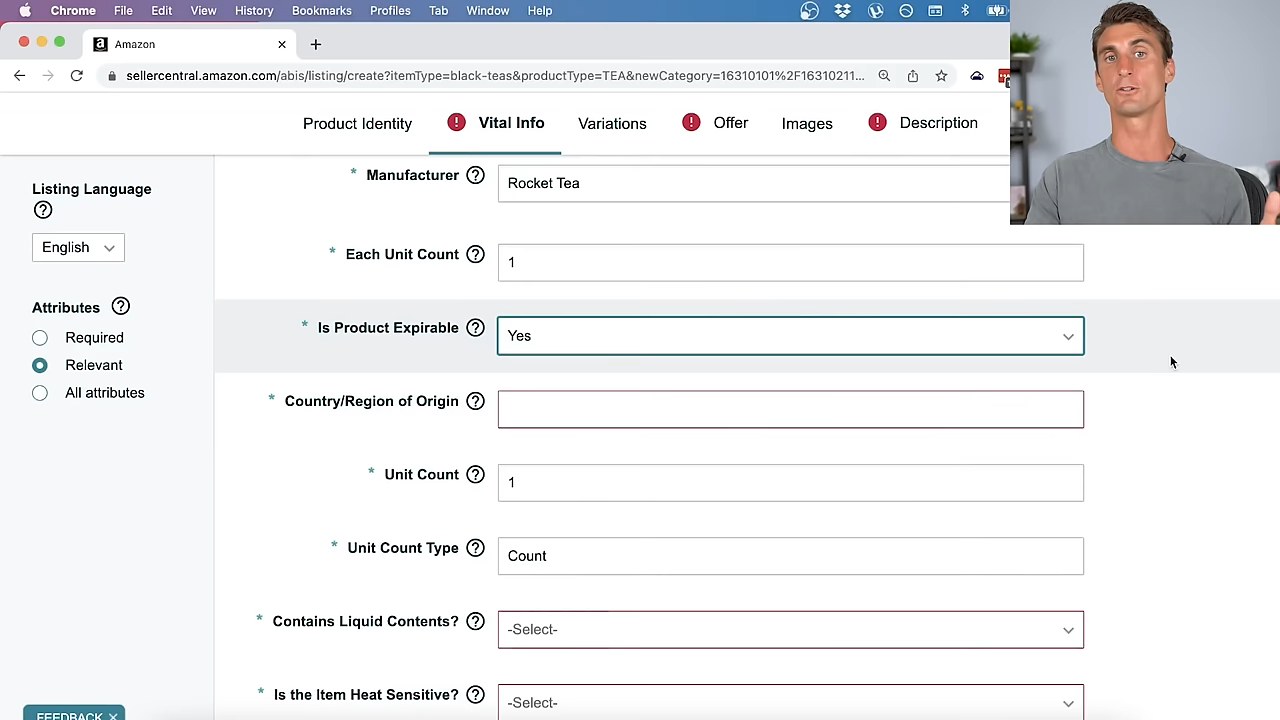 Chrome File Edit View History Bookmarks Profiles Tab Window Help
a Amazon
sellercentral.amazon.com/abis/listing/create?itemType=black-teas&productType=TEA&newCategory=16310101%2F16310211...
Product Identity ! Vital Info Variations ! Offer Images ! Description
Listing Language
?
English
Attributes ?
Required
Relevant
All attributes
FEEDBACK ×
* Manufacturer ? Rocket Tea
* Each Unit Count ? 1
* Is Product Expirable ? Yes
* Country/Region of Origin ?
* Unit Count ? 1
* Unit Count Type ? Count
* Contains Liquid Contents? ? -Select-
* Is the Item Heat Sensitive? ? -Select-